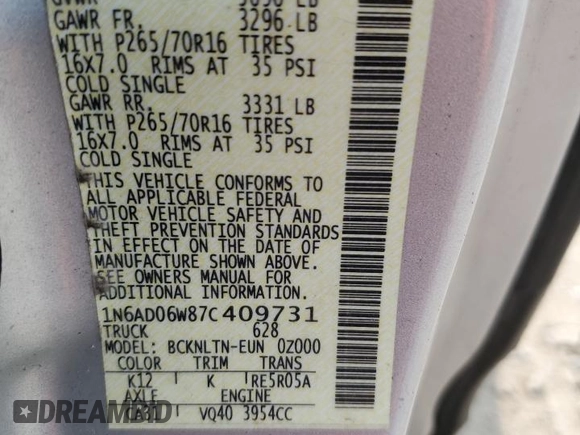 GVWR LB
GAWR FR. 3296 LB
WITH P265/70R16 TIRES
16X7.0 RIMS AT 35 PSI
COLD SINGLE
GAWR RR. 3331 LB
WITH P265/70R16 TIRES
16X7.0 RIMS AT 35 PSI
COLD SINGLE
THIS VEHICLE CONFORMS TO
ALL APPLICABLE FEDERAL
MOTOR VEHICLE SAFETY AND
THEFT PREVENTION STANDARDS
IN EFFECT ON THE DATE OF
MANUFACTURE SHOWN ABOVE.
SEE OWNERS MANUAL FOR
ADDITIONAL INFORMATION.
1N6AD06W87C409731
TRUCK 628
MODEL: BCKNLTN-EUN 0Z000
COLOR TRIM TRANS
K12 K RE5R05A
AXLE ENGINE
VQ40 3954CC
DREAMBID